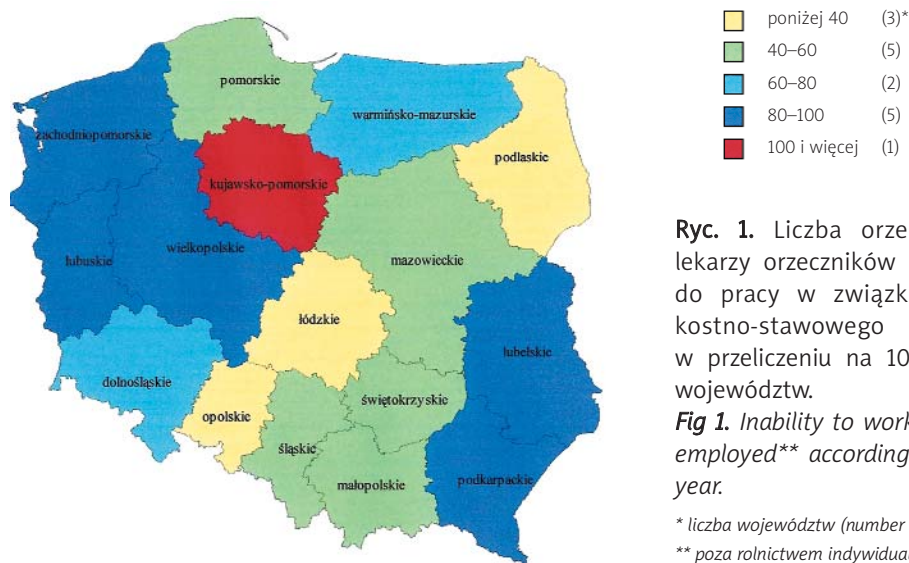 pomorskie
warmińsko-mazurskie
zachodniopomorskie
podlaskie
kujawsko-pomorskie
wielkopolskie
mazowieckie
lubuskie
łódzkie
lubelskie
dolnośląskie
świętokrzyskie
opolskie
śląskie
podkarpackie
małopolskie
poniżej 40 (3)*
40–60 (5)
60–80 (2)
80–100 (5)
100 i więcej (1)
Ryc. 1. Liczba orze
lekarzy orzeczników
do pracy w związk
kostno-stawowego
w przeliczeniu na 10
województw.
Fig 1. Inability to work
employed** according
year.
* liczba województw (number
** poza rolnictwem indywidua